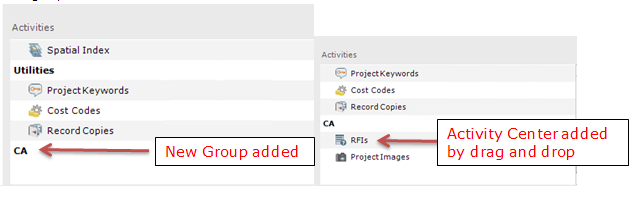 Activities
Spatial Index
Utilities
Project Keywords
Cost Codes
Record Copies
CA
New Group added
Activities
Project Keywords
Cost Codes
Record Copies
CA
RFIs
Project Images
Activity Center added
by drag and drop